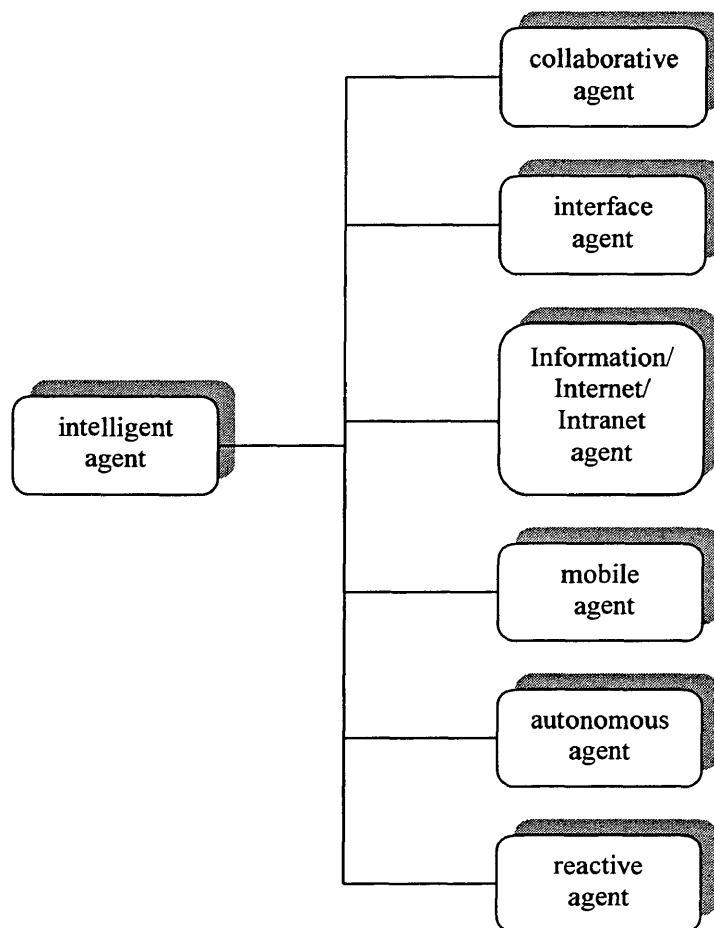 collaborative
agent
interface
agent
Information/
Internet/
Intranet
agent
intelligent
agent
mobile
agent
autonomous
agent
reactive
agent